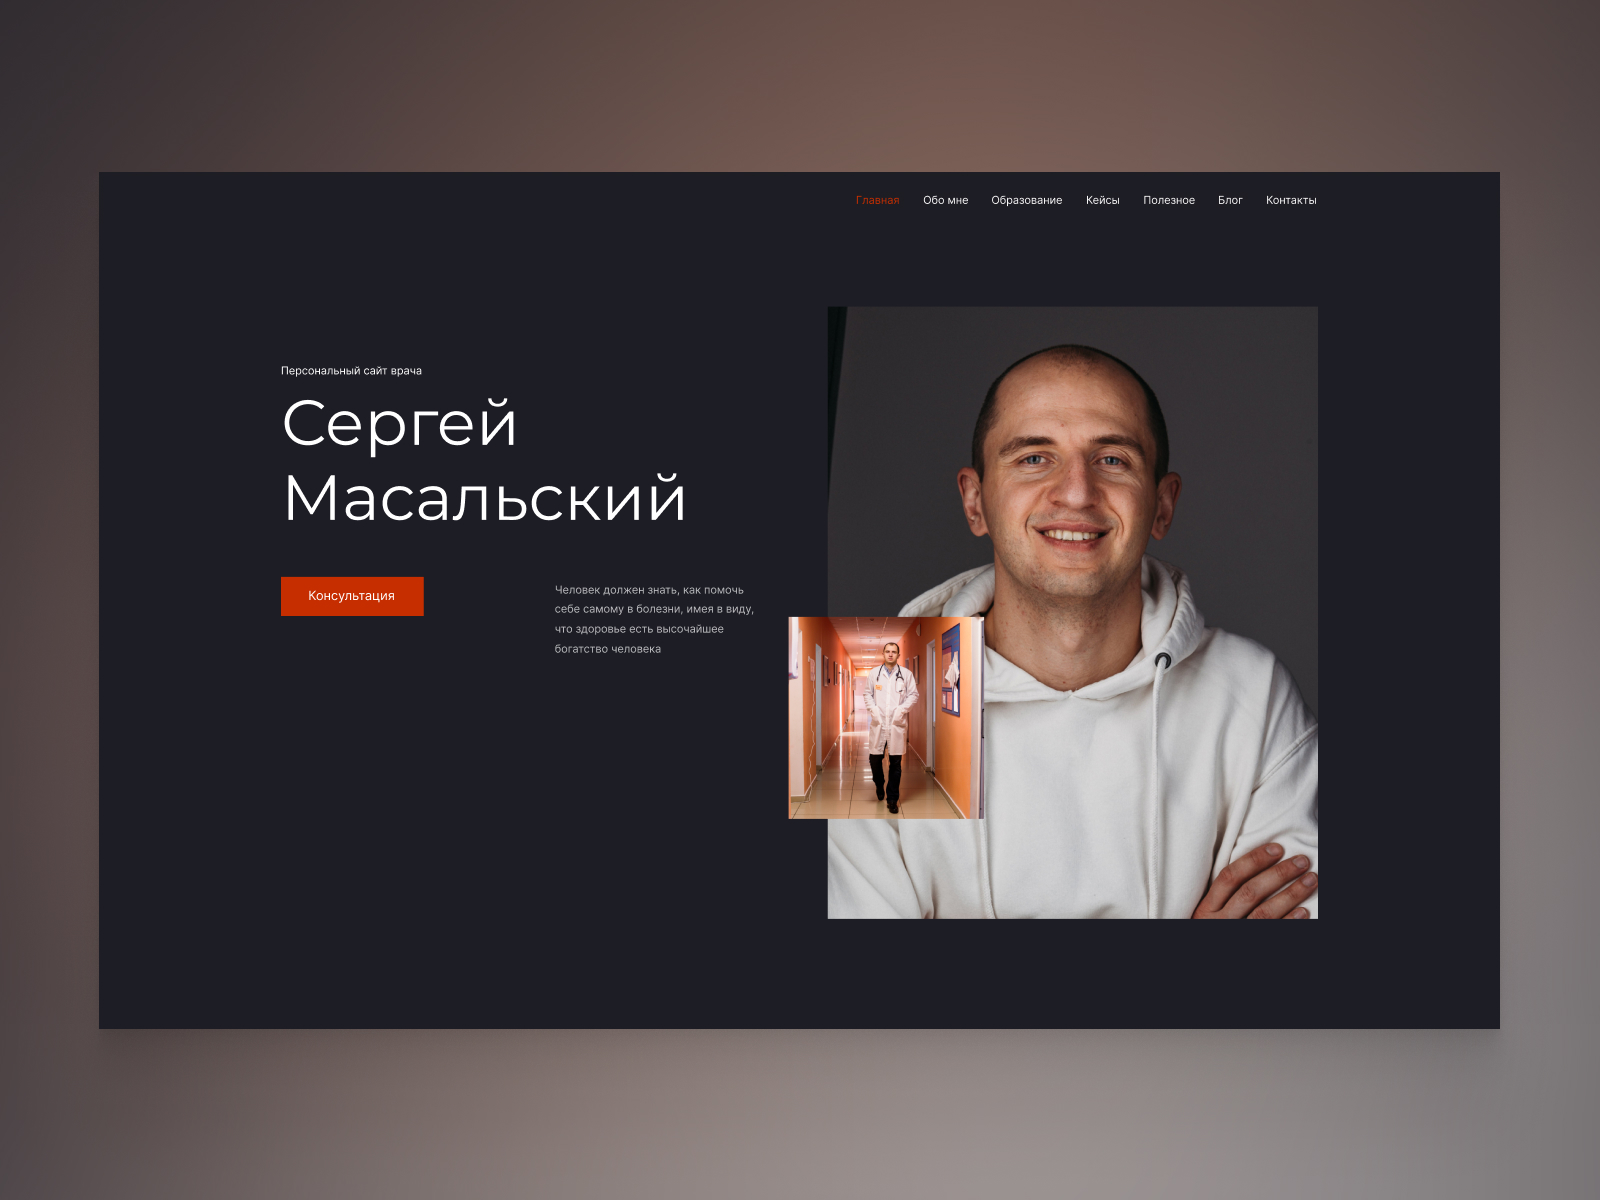 Главная Обо мне Образование Кейсы Полезное Блог Контакты
Персональный сайт врача
Сергей
Масальский
Консультация
Человек должен знать, как помочь
себе самому в болезни, имея в виду,
что здоровье есть высочайшее
богатство человека